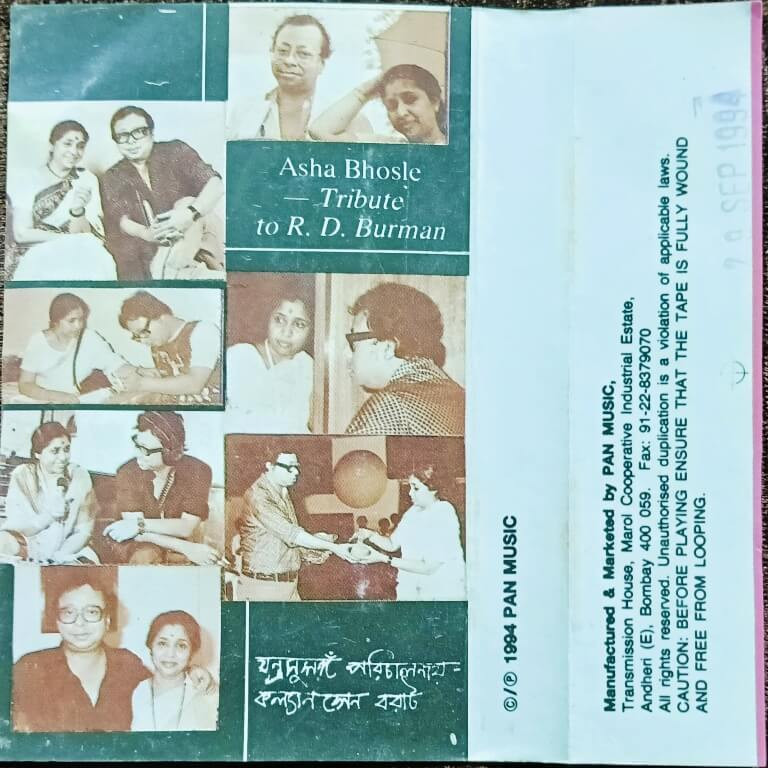 Asha Bhosle
— Tribute
to R. D. Burman
যন্ত্রসুসঙ্গঁ পরিচালনায় -
কল্যান সেন বরাট
©/℗ 1994 PAN MUSIC
Manufactured & Marketed by PAN MUSIC,
Transmission House, Marol Cooperative Industrial Estate,
Andheri (E), Bombay 400 059. Fax: 91-22-8379070
All rights reserved. Unauthorised duplication is a violation of applicable laws.
CAUTION: BEFORE PLAYING ENSURE THAT THE TAPE IS FULLY WOUND
AND FREE FROM LOOPING.
SEP 1994